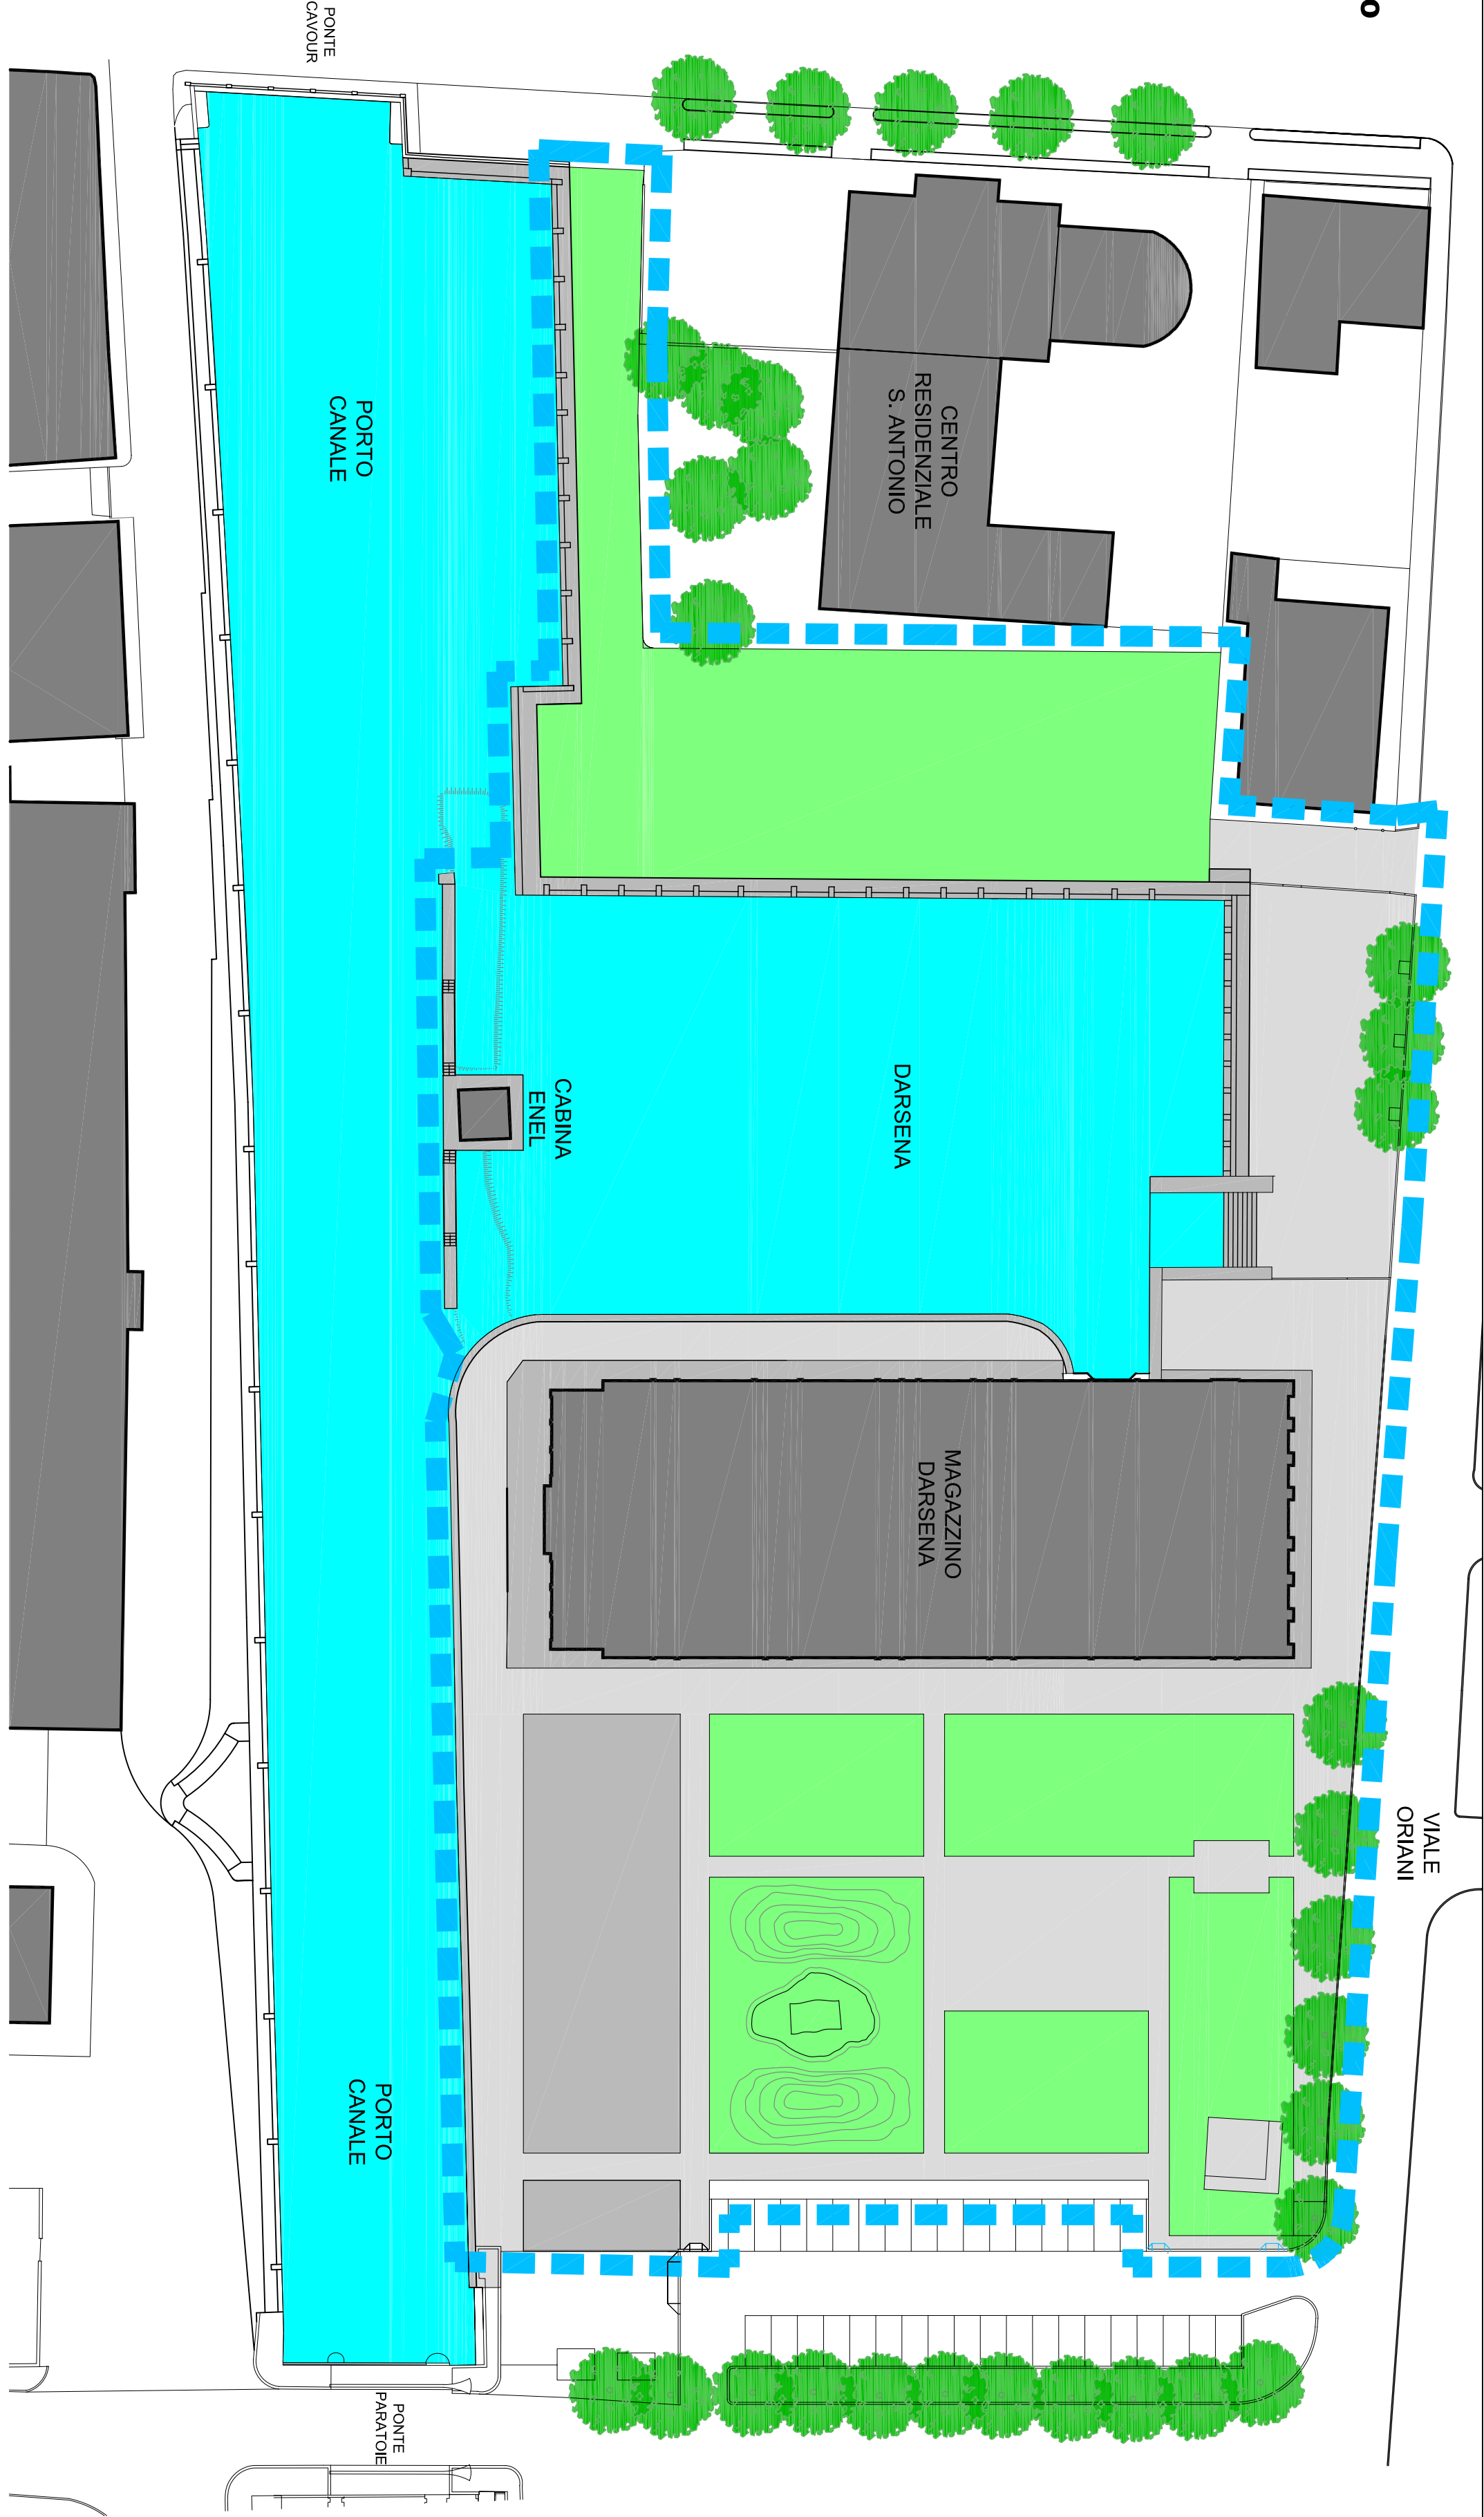 o
PONTE
CAVOUR
PORTO
CANALE
CENTRO
RESIDENZIALE
S. ANTONIO
CABINA
ENEL
DARSENA
MAGAZZINO
DARSENA
VIALE
ORIANI
PORTO
CANALE
PONTE
PARATOIE